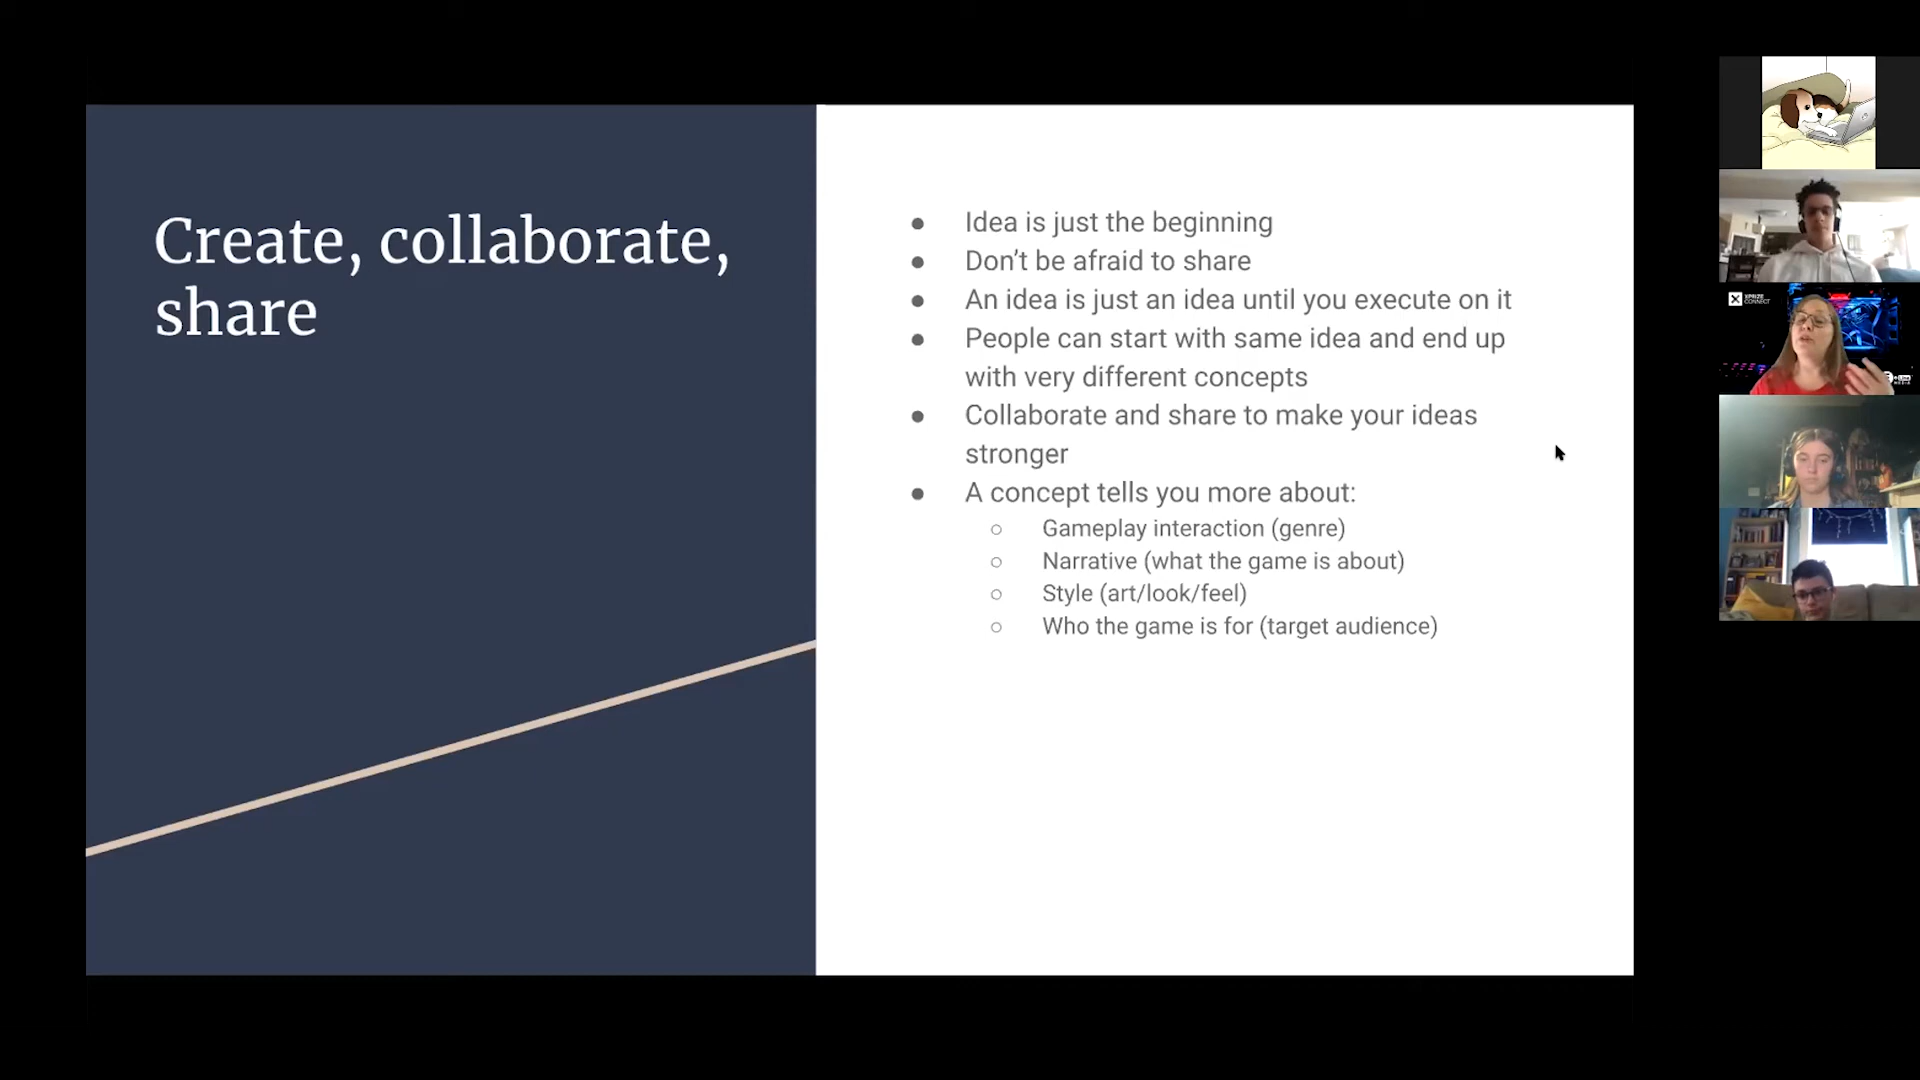 Create, collaborate,
share
● Idea is just the beginning
● Don’t be afraid to share
● An idea is just an idea until you execute on it
● People can start with same idea and end up
with very different concepts
● Collaborate and share to make your ideas
stronger
● A concept tells you more about:
○ Gameplay interaction (genre)
○ Narrative (what the game is about)
○ Style (art/look/feel)
○ Who the game is for (target audience)
XPRIZE
CONNECT